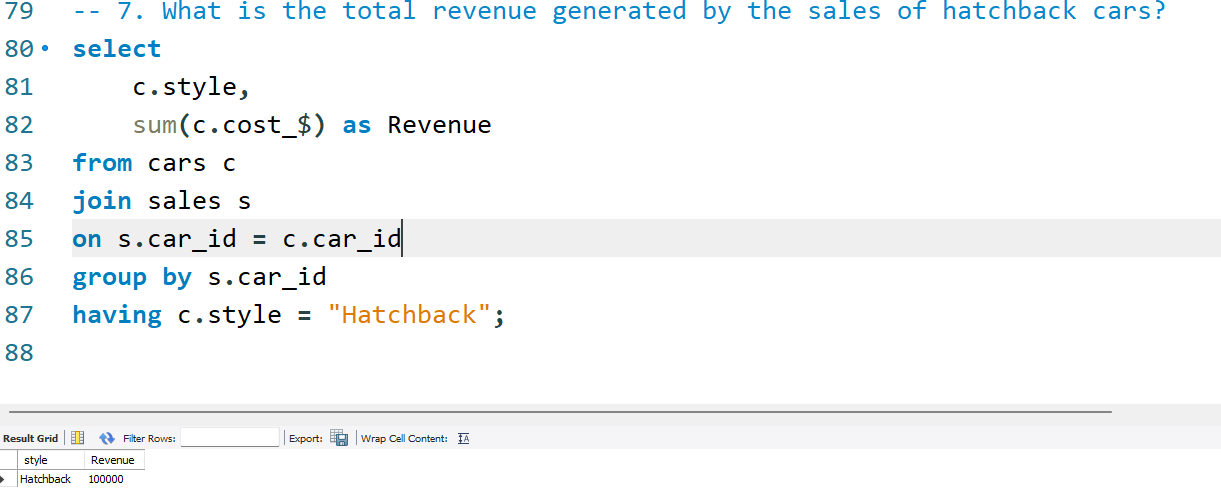 79 -- 7. What is the total revenue generated by the sales of hatchback cars?
80 select
81 c.style,
82 sum(c.cost_$) as Revenue
83 from cars c
84 join sales s
85 on s.car_id = c.car_id
86 group by s.car_id
87 having c.style = "Hatchback";
88
Result Grid Filter Rows: Export: Wrap Cell Content: IA
style Revenue
Hatchback 100000